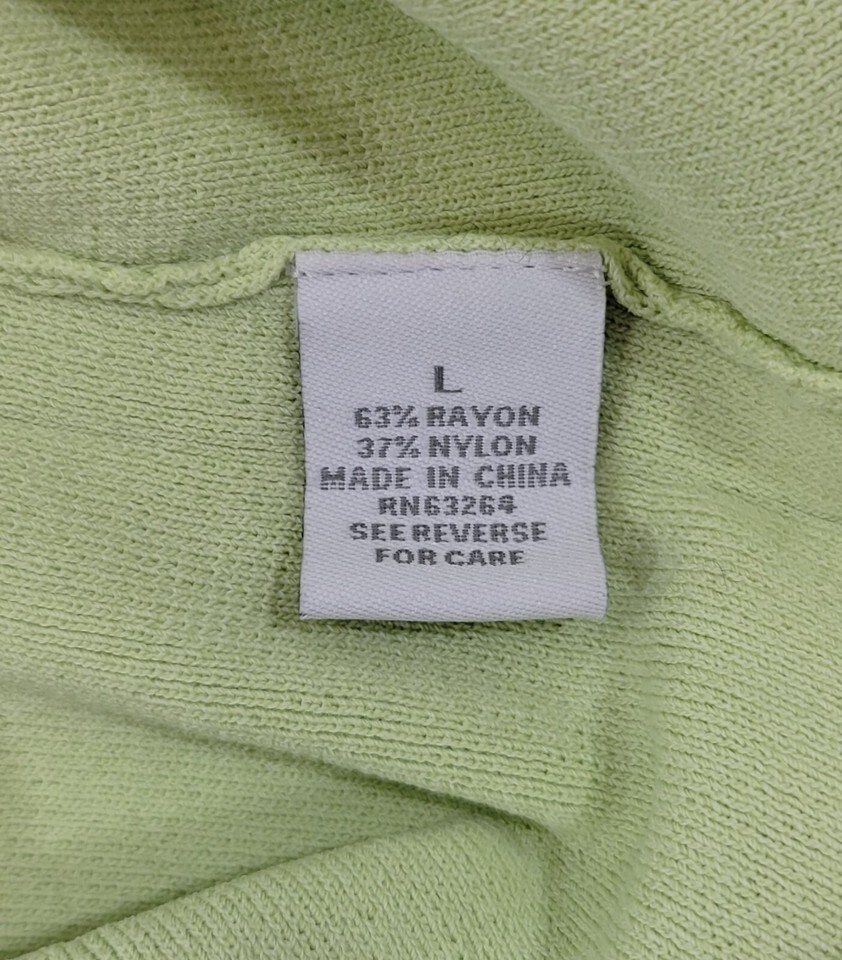 L
63% RAYON
37% NYLON
MADE IN CHINA
RN63264
SEE REVERSE
FOR CARE